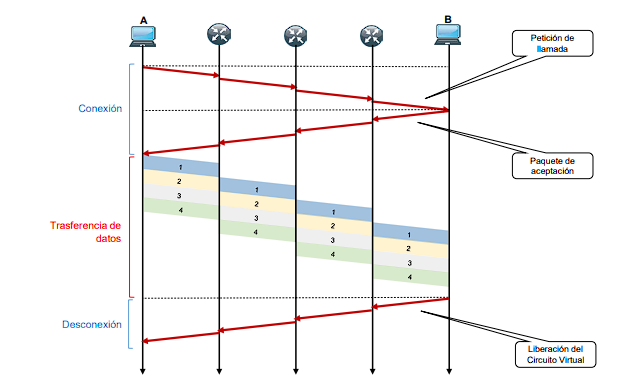 A
B
Petición de
llamada
Conexión
Paquete de
aceptación
1
2
3
4
1
2
3
4
1
2
3
4
1
2
3
4
Trasferencia de
datos
Desconexión
Liberación del
Circuito Virtual